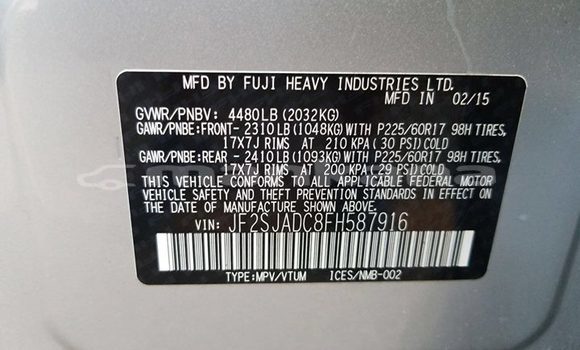 MFD BY FUJI HEAVY INDUSTRIES LTD.
MFD IN 02/15
GVWR/PNBV: 4480LB (2032KG)
GAWR/PNBE:FRONT- 2310LB (1048KG) WITH P225/60R17 98H TIRES,
17X7J RIMS AT 210 KPA ( 30 PSI) COLD
GAWR/PNBE:REAR - 2410LB (1093KG) WITH P225/60R17 98H TIRES,
17X7J RIMS AT 200 KPA ( 29 PSI) COLD
THIS VEHICLE CONFORMS TO ALL APPLICABLE FEDERAL MOTOR
VEHICLE SAFETY AND BUMPER STANDARDS IN EFFECT ON THE
DATE OF MANUFACTURE SHOWN ABOVE.
VIN: JF2SJADC8FH587916
TYPE:MPV/VTUM ICES/NMB-002